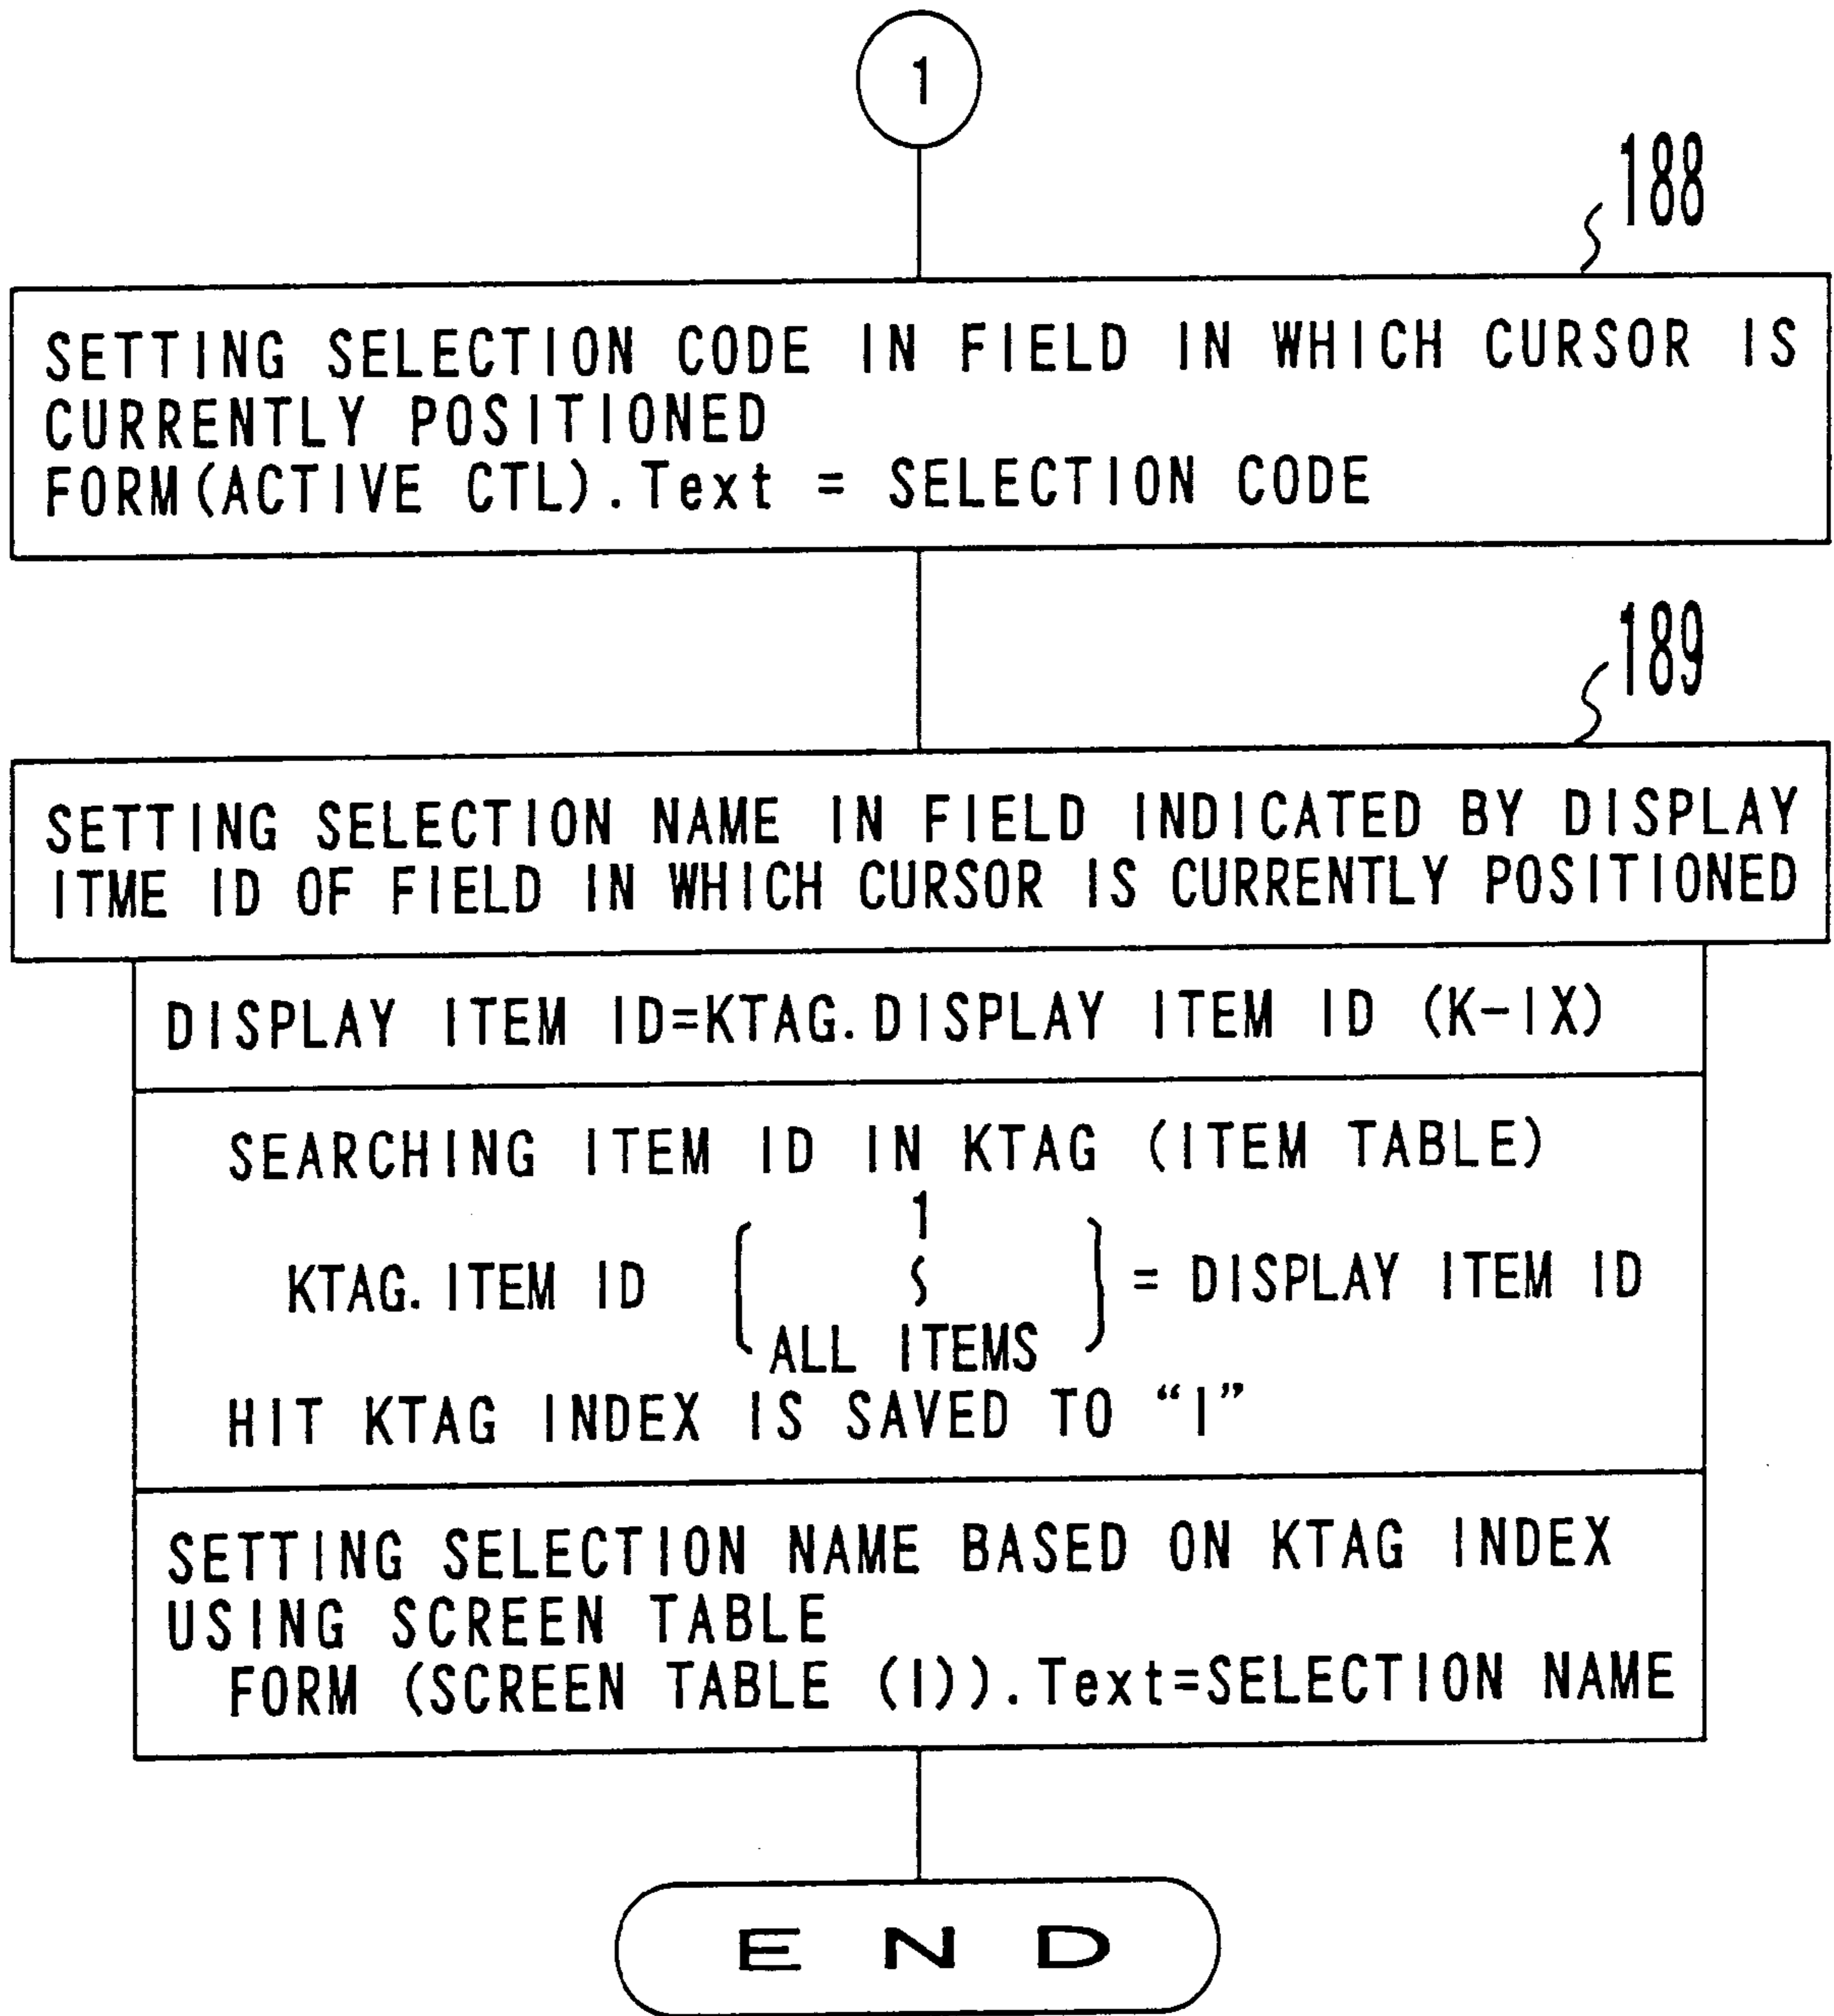 1
188
SETTING SELECTION CODE IN FIELD IN WHICH CURSOR IS
CURRENTLY POSITIONED
FORM(ACTIVE CTL).Text = SELECTION CODE
189
SETTING SELECTION NAME IN FIELD INDICATED BY DISPLAY
ITME ID OF FIELD IN WHICH CURSOR IS CURRENTLY POSITIONED
DISPLAY ITEM ID=KTAG.DISPLAY ITEM ID (K-IX)
SEARCHING ITEM ID IN KTAG (ITEM TABLE)
1
KTAG.ITEM ID { ∫ } = DISPLAY ITEM ID
ALL ITEMS
HIT KTAG INDEX IS SAVED TO “I”
SETTING SELECTION NAME BASED ON KTAG INDEX
USING SCREEN TABLE
FORM (SCREEN TABLE (I)).Text=SELECTION NAME
END